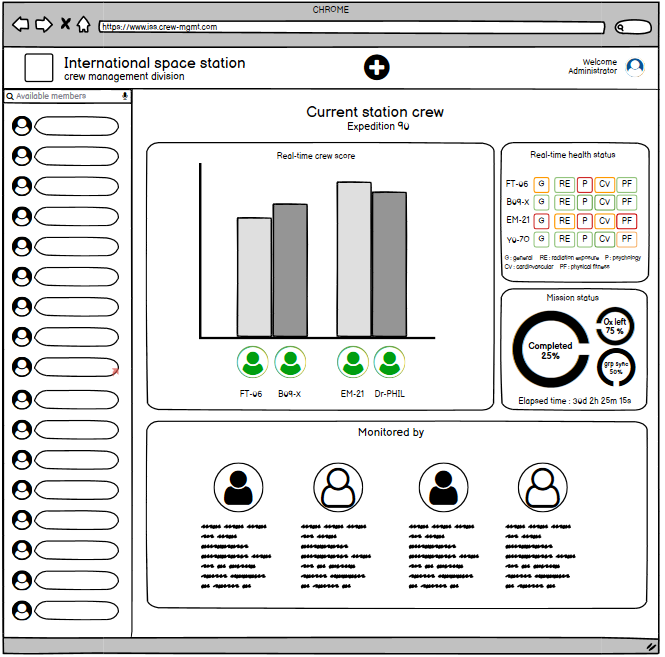 CHROME
https://www.iss.crew-mgmt.com
International space station
crew management division
Welcome
Administrator
Available members
Current station crew
Expedition 90
Real-time crew score
FT-06
B09-X
EM-21
Dr-PHIL
Real-time health status
FT-06 G RE P Cv PF
B09-X G RE P Cv PF
EM-21 G RE P Cv PF
Yu-70 G RE P Cv PF
G : general RE : radiation exposure P : psychology
Cv : cardiovascular PF : physical fitness
Mission status
Completed
25%
Ox left
75 %
grp sync
50%
Elapsed time : 30d 2h 25m 15s
Monitored by